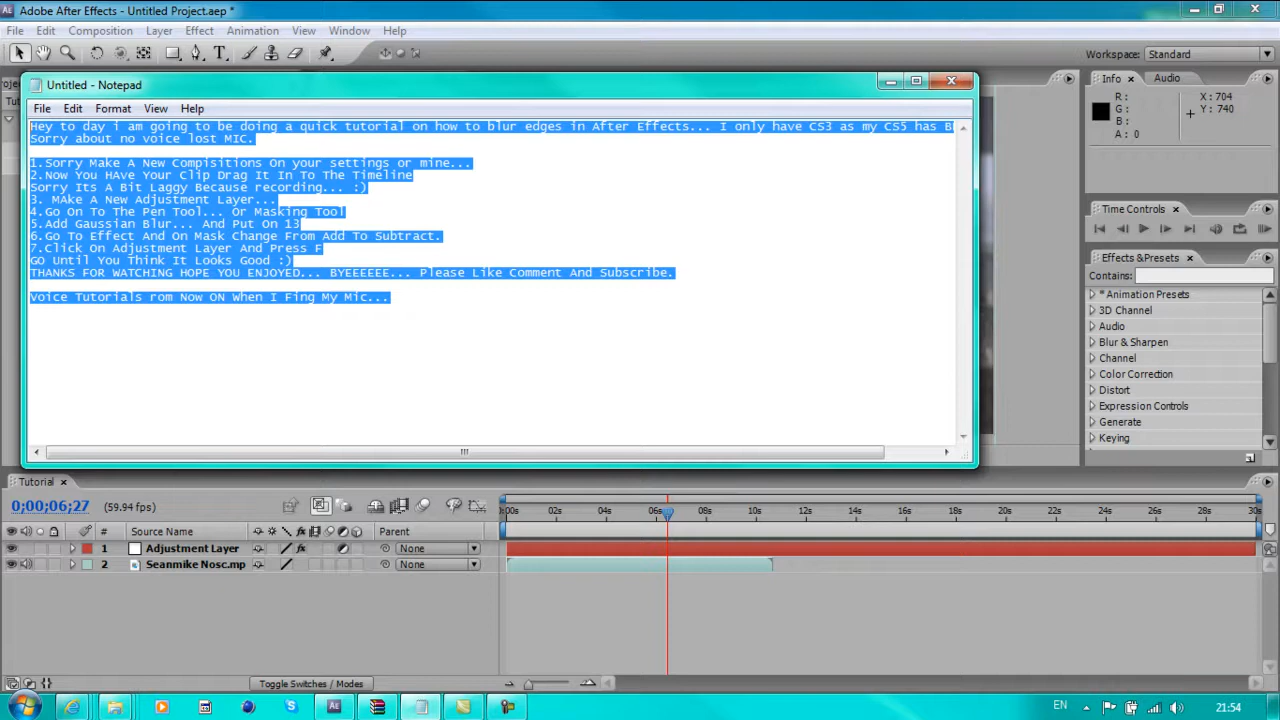 Adobe After Effects - Untitled Project.aep *
File Edit Composition Layer Effect Animation View Window Help
Workspace: Standard
Untitled - Notepad
File Edit Format View Help
Hey to day i am going to be doing a quick tutorial on how to blur edges in After Effects... I only have CS3 as my CS5 has
Sorry about no voice lost MIC.
1.Sorry Make A New Compisitions On your settings or mine...
2.Now You HAve Your Clip Drag It In To The Timeline
Sorry Its A Bit Laggy Because recording... :)
3. MAke A New Adjustment Layer...
4.Go On To The Pen Tool... Or Masking Tool
5.Add Gaussian Blur... And Put On 13
6.Go To Effect And On Mask Change From Add To Subtract.
7.Click On Adjustment Layer And Press F
GO Until You Think It Looks Good :)
THANKS FOR WATCHING HOPE YOU ENJOYED... BYEEEEEE... Please Like Comment And Subscribe.
Voice Tutorials rom Now ON When I Fing My Mic...
Info Audio
R: X: 704
G: Y: 740
B:
A: 0
Time Controls
Effects & Presets
Contains:
* Animation Presets
3D Channel
Audio
Blur & Sharpen
Channel
Color Correction
Distort
Expression Controls
Generate
Keying
Tutorial
0;00;06;27 (59.94 fps)
# Source Name Parent
1 Adjustment Layer None
2 Seanmike Nosc.mp None
:00s 02s 04s 06s 08s 10s 12s 14s 16s 18s 20s 22s 24s 26s 28s 30s
Toggle Switches / Modes
EN 21:54